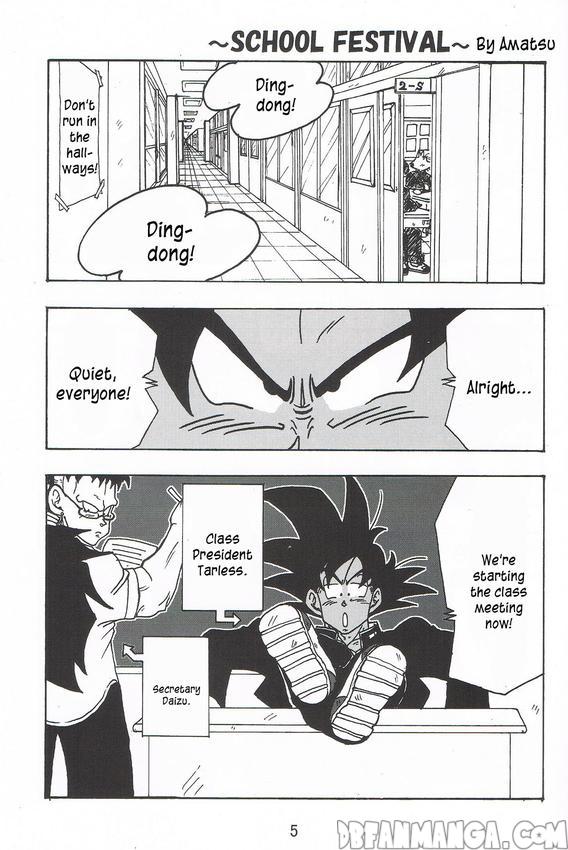 ~SCHOOL FESTIVAL~ By Amatsu
Ding-
dong!
2-S
Don't
run in
the
hall-
ways!
Ding-
dong!
Alright...
Quiet,
everyone!
We're
starting
the class
meeting
now!
Class
President
Tarless.
Secretary
Daizu.
5
DBFANMANGA.COM